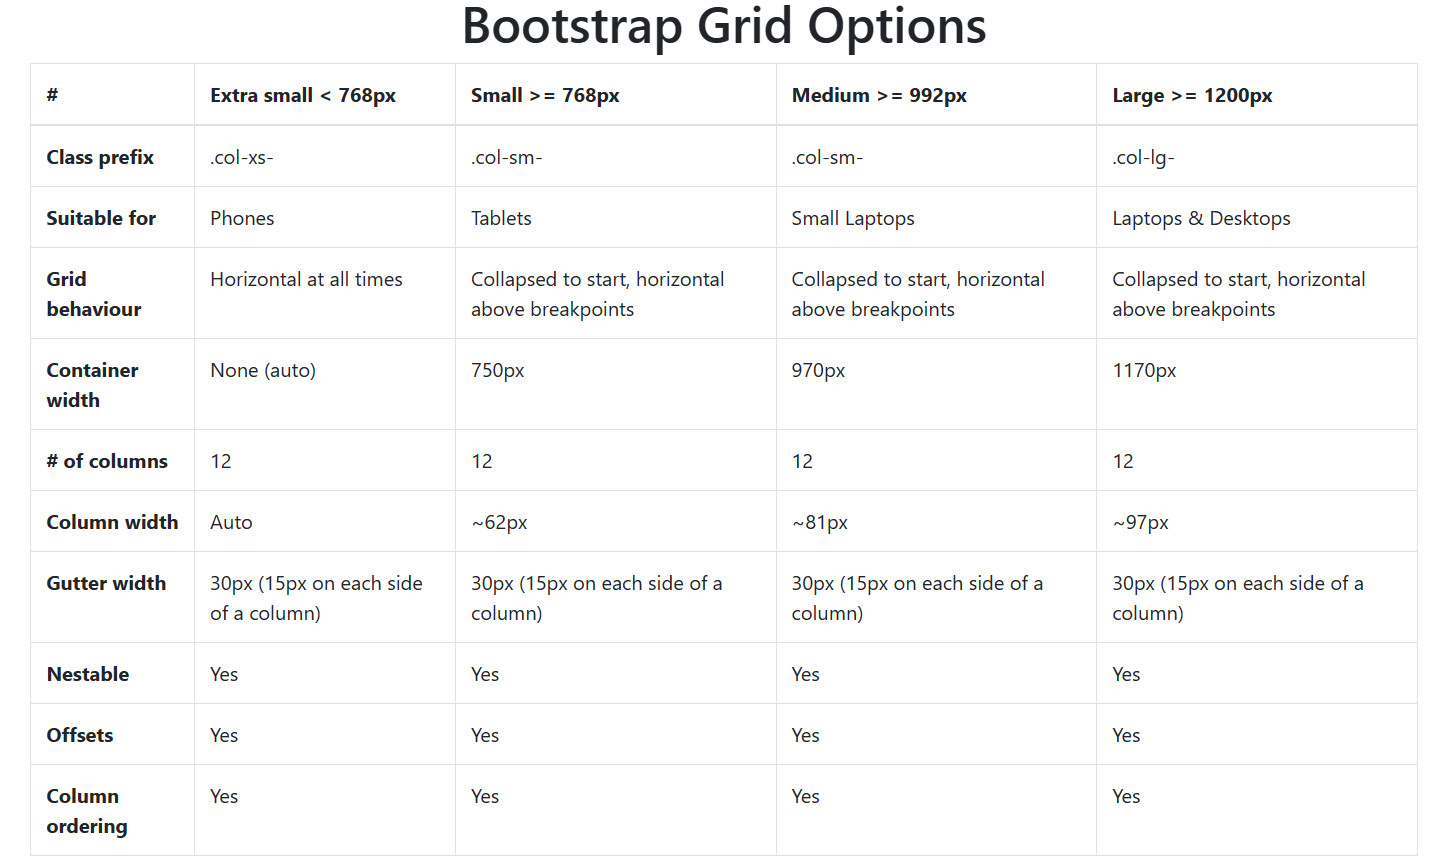 Bootstrap Grid Options
# Extra small < 768px Small >= 768px Medium >= 992px Large >= 1200px
Class prefix .col-xs- .col-sm- .col-sm- .col-lg-
Suitable for Phones Tablets Small Laptops Laptops & Desktops
Grid Horizontal at all times Collapsed to start, horizontal Collapsed to start, horizontal Collapsed to start, horizontal
behaviour above breakpoints above breakpoints above breakpoints
Container None (auto) 750px 970px 1170px
width
# of columns 12 12 12 12
Column width Auto ~62px ~81px ~97px
Gutter width 30px (15px on each side 30px (15px on each side of a 30px (15px on each side of a 30px (15px on each side of a
of a column) column) column) column)
Nestable Yes Yes Yes Yes
Offsets Yes Yes Yes Yes
Column Yes Yes Yes Yes
ordering